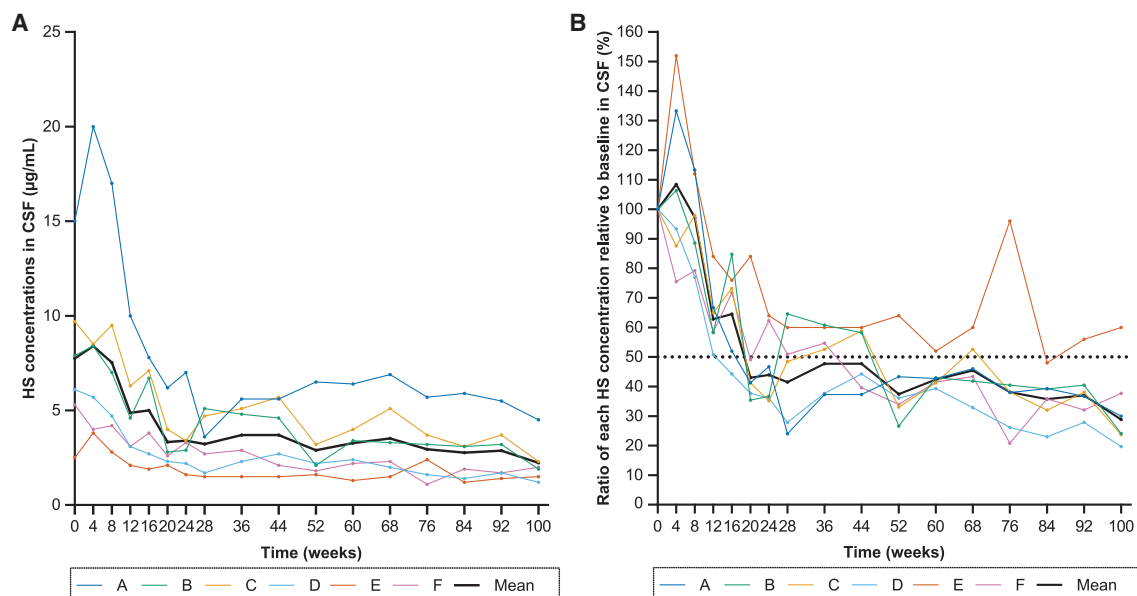 A
HS concentrations in CSF (µg/mL)
25
20
15
10
5
0
0 4 8 12 16 20 24 28 36 44 52 60 68 76 84 92 100
Time (weeks)
A B C D E F Mean
B
Ratio of each HS concentration relative to baseline in CSF (%)
160
150
140
130
120
110
100
90
80
70
60
50
40
30
20
10
0
0 4 8 12 16 20 24 28 36 44 52 60 68 76 84 92 100
Time (weeks)
A B C D E F Mean